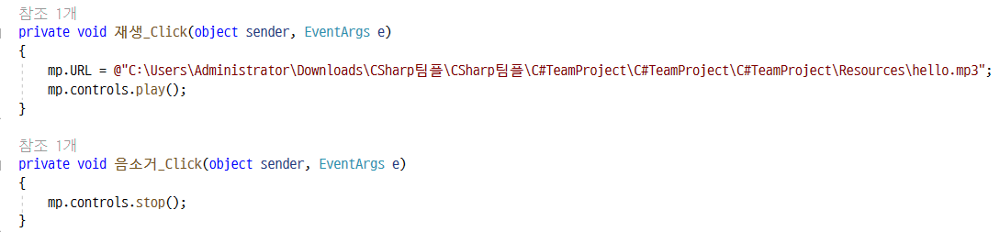 참조 1개
private void 재생_Click(object sender, EventArgs e)
{
mp.URL = @"C:\Users\Administrator\Downloads\CSharp팀플\CSharp팀플\C#TeamProject\C#TeamProject\C#TeamProject\Resources\hello.mp3";
mp.controls.play();
}
참조 1개
private void 음소거_Click(object sender, EventArgs e)
{
mp.controls.stop();
}